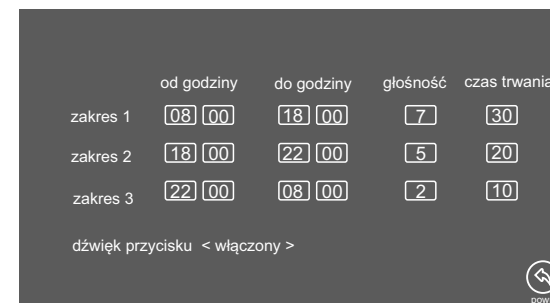 od godziny do godziny głośność czas trwania
zakres 1 08 00 18 00 7 30
zakres 2 18 00 22 00 5 20
zakres 3 22 00 08 00 2 10
dźwięk przycisku < włączony >